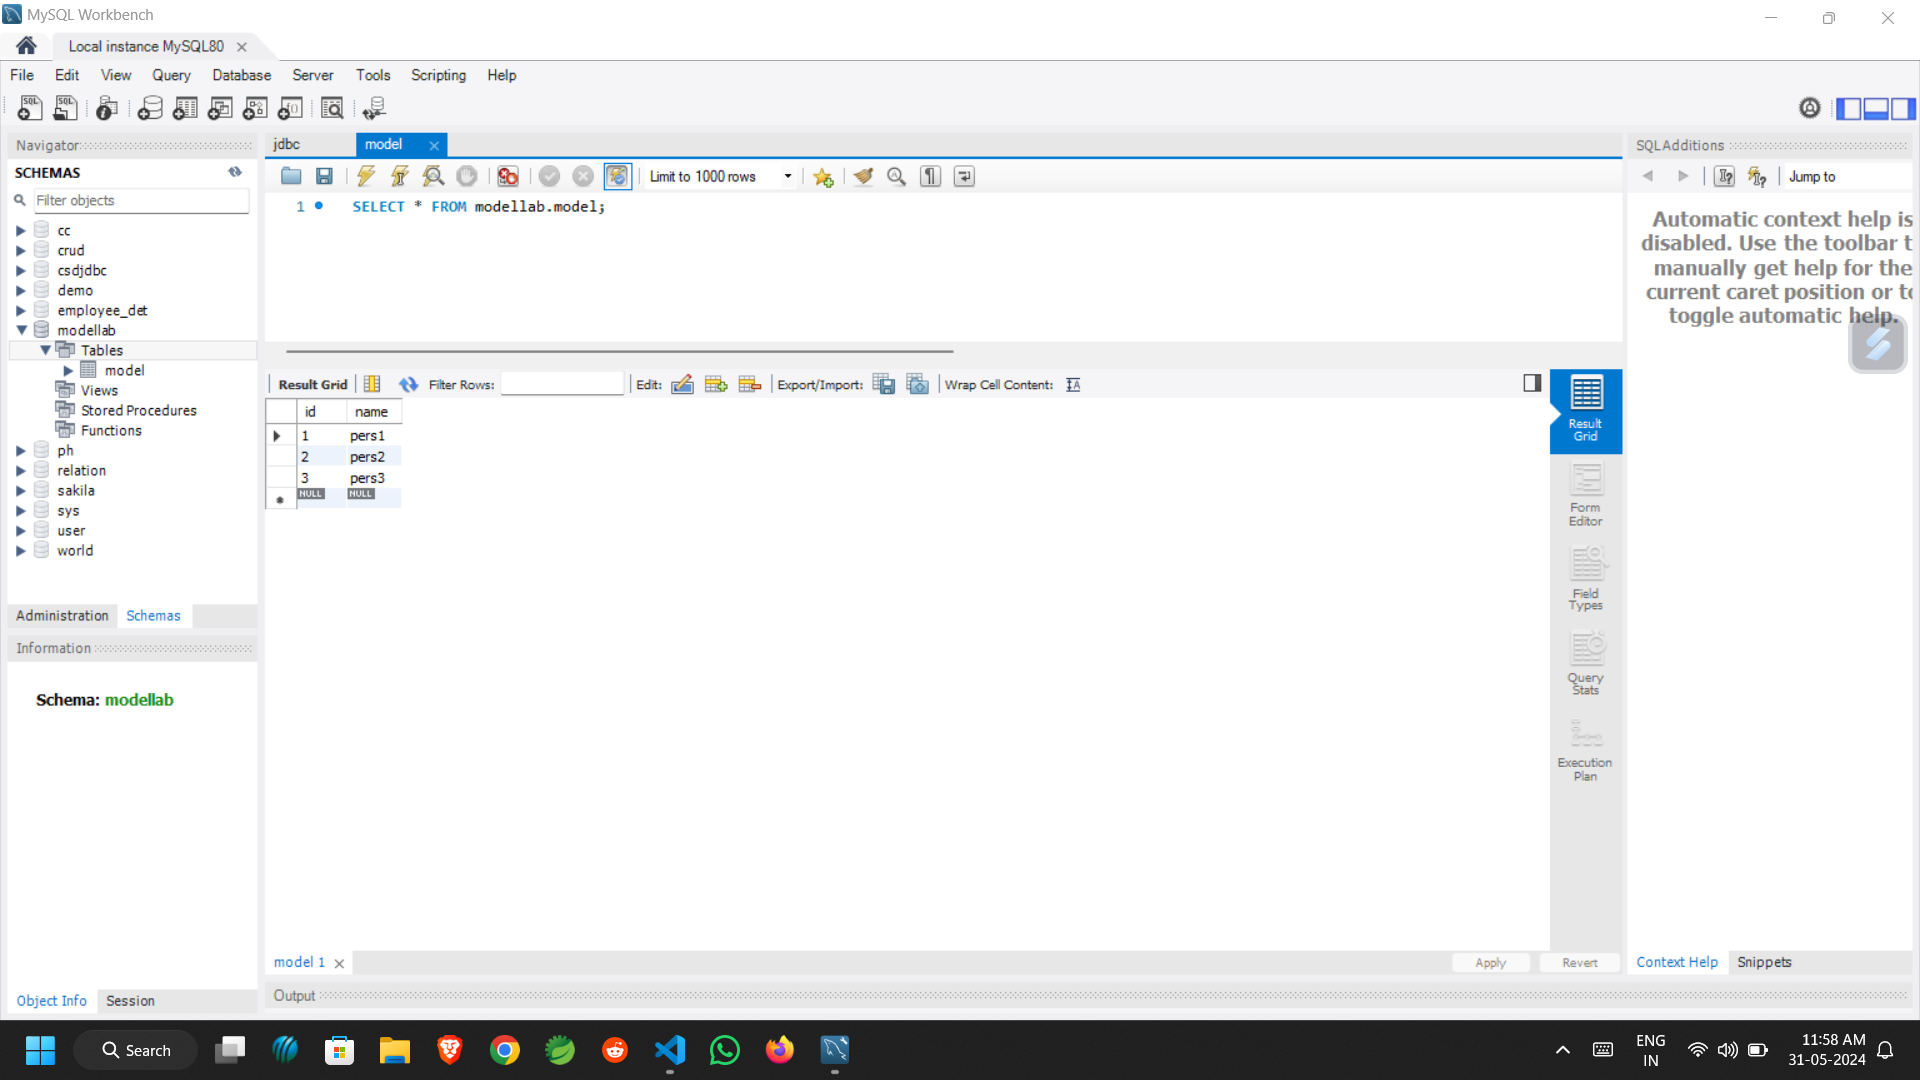 MySQL Workbench
Local instance MySQL80
File Edit View Query Database Server Tools Scripting Help
Navigator
SCHEMAS
Filter objects
cc
crud
csdjdbc
demo
employee_det
modellab
Tables
model
Views
Stored Procedures
Functions
ph
relation
sakila
sys
user
world
Administration Schemas
Information
Schema: modellab
Object Info Session
jdbc model
Limit to 1000 rows
1 SELECT * FROM modellab.model;
Result Grid Filter Rows: Edit: Export/Import: Wrap Cell Content:
id name
1 pers1
2 pers2
3 pers3
NULL NULL
Result
Grid
Form
Editor
Field
Types
Query
Stats
Execution
Plan
model 1
Apply Revert
Output
SQLAdditions
Jump to
Automatic context help is
disabled. Use the toolbar t
manually get help for the
current caret position or to
toggle automatic help.
Context Help Snippets
Search
ENG
IN
11:58 AM
31-05-2024